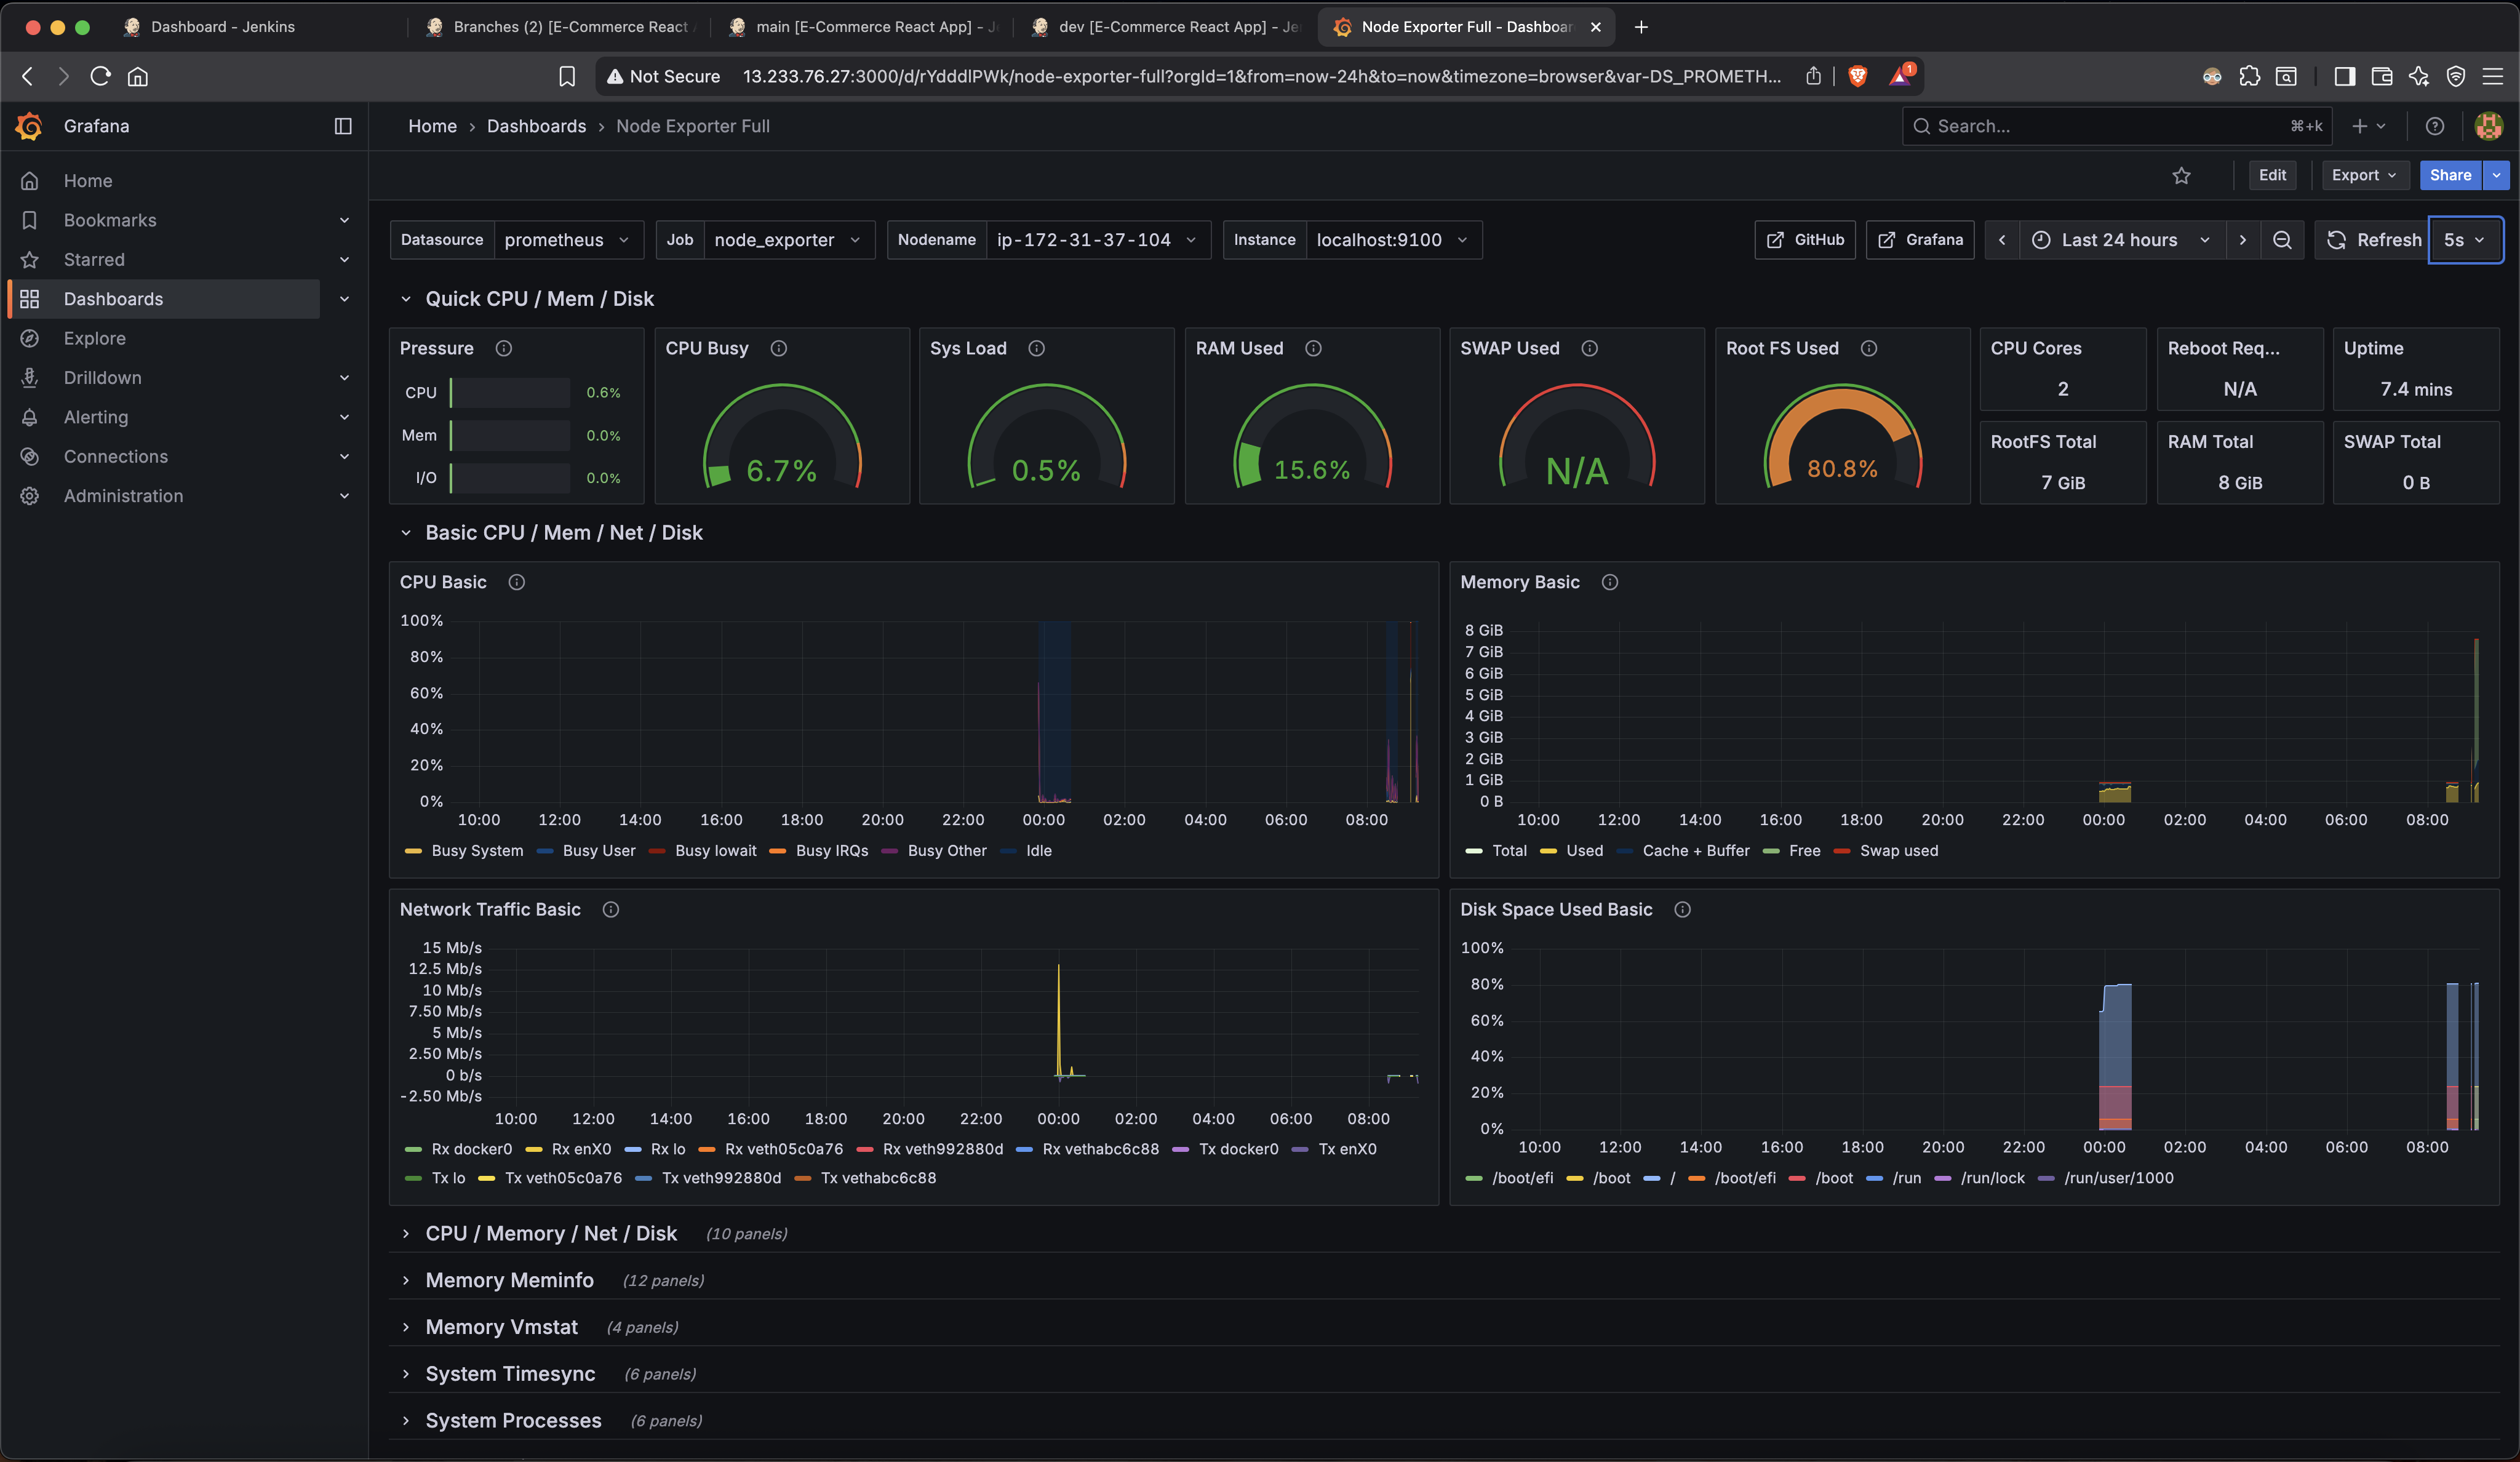 Dashboard - Jenkins
Branches (2) [E-Commerce React A
main [E-Commerce React App] - Je
dev [E-Commerce React App] - Je
Node Exporter Full - Dashboar
Not Secure
13.233.76.27:3000/d/rYdddlPWk/node-exporter-full?orgId=1&from=now-24h&to=now&timezone=browser&var-DS_PROMETH...
1
Grafana
Home › Dashboards › Node Exporter Full
Search...
⌘+k
Home
Bookmarks
Starred
Dashboards
Explore
Drilldown
Alerting
Connections
Administration
Edit
Export
Share
Datasource prometheus
Job node_exporter
Nodename ip-172-31-37-104
Instance localhost:9100
GitHub
Grafana
Last 24 hours
Refresh
5s
Quick CPU / Mem / Disk
Pressure
CPU 0.6%
Mem 0.0%
I/O 0.0%
CPU Busy
6.7%
Sys Load
0.5%
RAM Used
15.6%
SWAP Used
N/A
Root FS Used
80.8%
CPU Cores
2
Reboot Req...
N/A
Uptime
7.4 mins
RootFS Total
7 GiB
RAM Total
8 GiB
SWAP Total
0 B
Basic CPU / Mem / Net / Disk
CPU Basic
100%
80%
60%
40%
20%
0%
10:00 12:00 14:00 16:00 18:00 20:00 22:00 00:00 02:00 04:00 06:00 08:00
Busy System Busy User Busy Iowait Busy IRQs Busy Other Idle
Memory Basic
8 GiB
7 GiB
6 GiB
5 GiB
4 GiB
3 GiB
2 GiB
1 GiB
0 B
10:00 12:00 14:00 16:00 18:00 20:00 22:00 00:00 02:00 04:00 06:00 08:00
Total Used Cache + Buffer Free Swap used
Network Traffic Basic
15 Mb/s
12.5 Mb/s
10 Mb/s
7.50 Mb/s
5 Mb/s
2.50 Mb/s
0 b/s
-2.50 Mb/s
10:00 12:00 14:00 16:00 18:00 20:00 22:00 00:00 02:00 04:00 06:00 08:00
Rx docker0 Rx enX0 Rx lo Rx veth05c0a76 Rx veth992880d Rx vethabc6c88 Tx docker0 Tx enX0
Tx lo Tx veth05c0a76 Tx veth992880d Tx vethabc6c88
Disk Space Used Basic
100%
80%
60%
40%
20%
0%
10:00 12:00 14:00 16:00 18:00 20:00 22:00 00:00 02:00 04:00 06:00 08:00
/boot/efi /boot / /boot/efi /boot /run /run/lock /run/user/1000
CPU / Memory / Net / Disk (10 panels)
Memory Meminfo (12 panels)
Memory Vmstat (4 panels)
System Timesync (6 panels)
System Processes (6 panels)